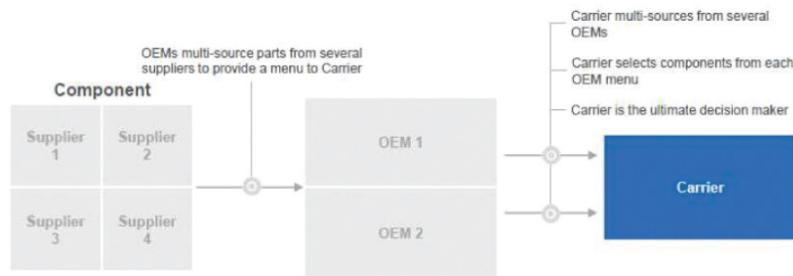 Carrier multi-sources from several
OEMs
OEMs multi-source parts from several
suppliers to provide a menu to Carrier
Carrier selects components from each
OEM menu
Component
Carrier is the ultimate decision maker
Supplier
1
Supplier
2
OEM 1
Carrier
Supplier
3
Supplier
4
OEM 2